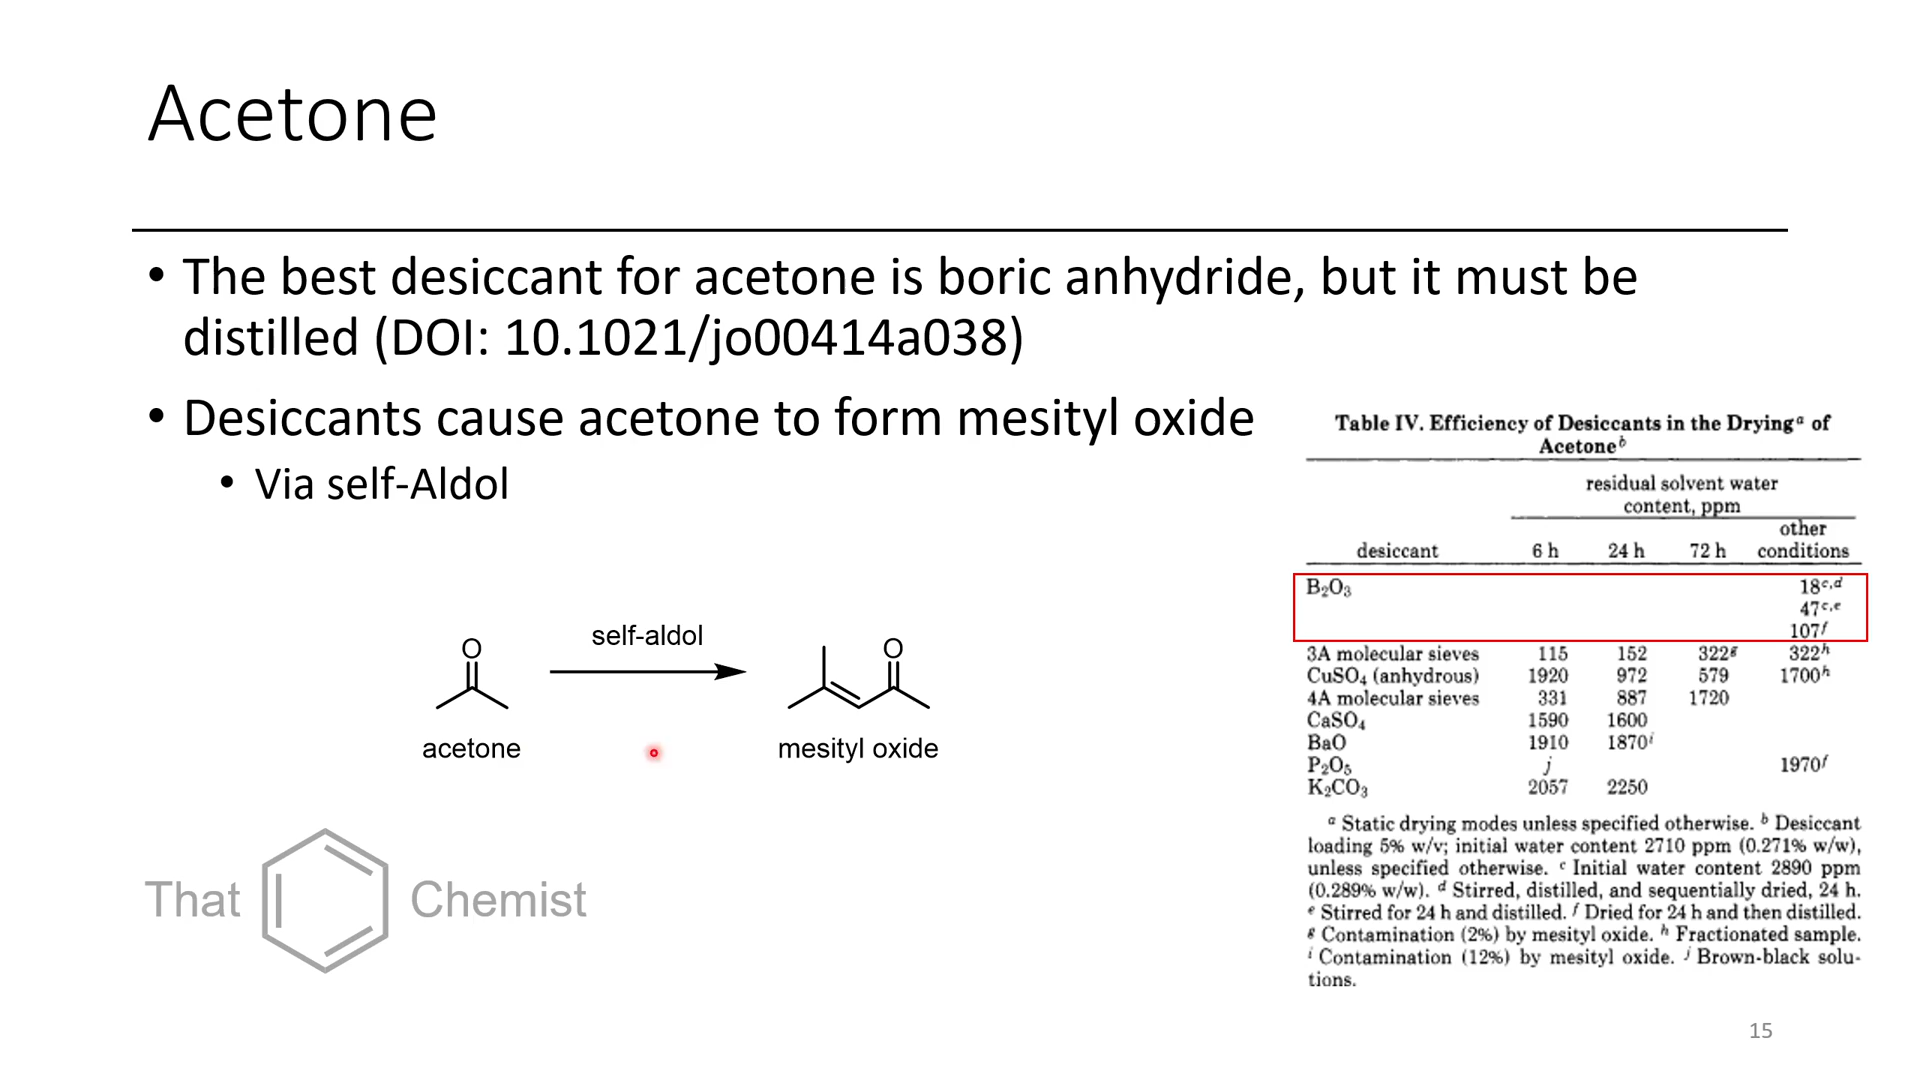 Acetone
• The best desiccant for acetone is boric anhydride, but it must be
distilled (DOI: 10.1021/jo00414a038)
• Desiccants cause acetone to form mesityl oxide
• Via self-Aldol
self-aldol
O
O
acetone
mesityl oxide
That Chemist
Table IV. Efficiency of Desiccants in the Drying^a of
Acetone^b
residual solvent water
content, ppm
other
desiccant 6 h 24 h 72 h conditions
B₂O₃ 18^c,d
47^c,e
107^f
3A molecular sieves 115 152 322^g 322^h
CuSO₄ (anhydrous) 1920 972 579 1700^h
4A molecular sieves 331 887 1720
CaSO₄ 1590 1600
BaO 1910 1870^i
P₂O₅ j 1970^f
K₂CO₃ 2057 2250
^a Static drying modes unless specified otherwise. ^b Desiccant
loading 5% w/v; initial water content 2710 ppm (0.271% w/w),
unless specified otherwise. ^c Initial water content 2890 ppm
(0.289% w/w). ^d Stirred, distilled, and sequentially dried, 24 h.
^e Stirred for 24 h and distilled. ^f Dried for 24 h and then distilled.
^g Contamination (2%) by mesityl oxide. ^h Fractionated sample.
^i Contamination (12%) by mesityl oxide. ^j Brown-black solu-
tions.
15